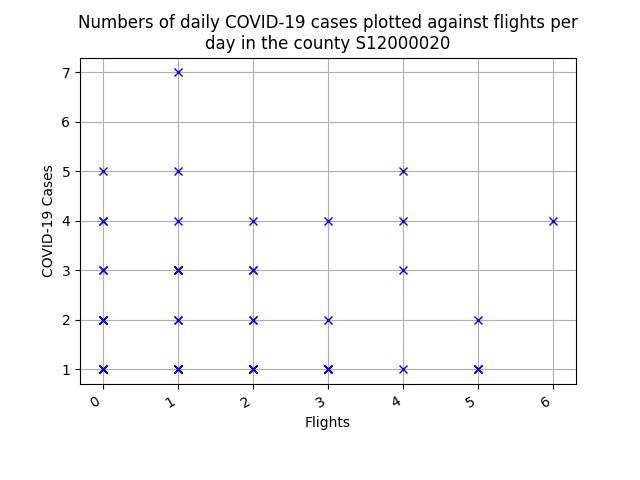 Numbers of daily COVID-19 cases plotted against flights per
day in the county S12000020
7
6
5
4
3
2
1
COVID-19 Cases
0 1 2 3 4 5 6
Flights